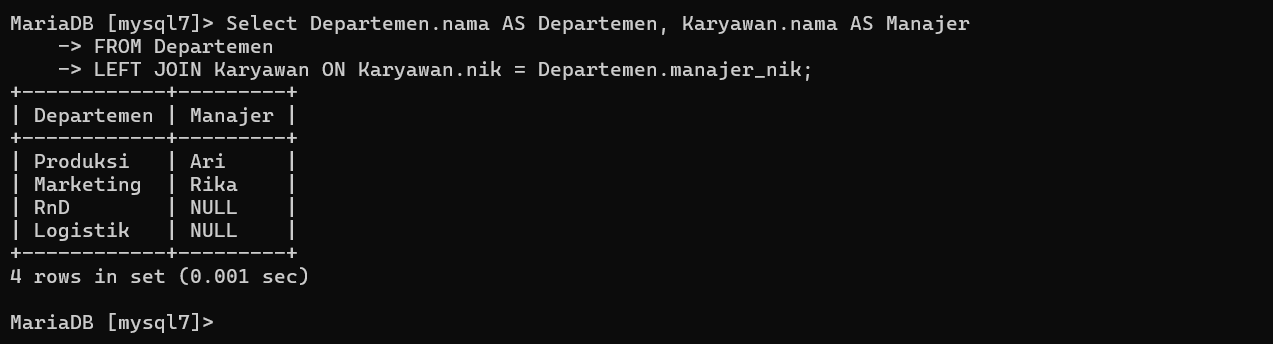 MariaDB [mysql7]> Select Departemen.nama AS Departemen, Karyawan.nama AS Manajer
    -> FROM Departemen
    -> LEFT JOIN Karyawan ON Karyawan.nik = Departemen.manajer_nik;
+------------+---------+
| Departemen | Manajer |
+------------+---------+
| Produksi   | Ari     |
| Marketing  | Rika    |
| RnD        | NULL    |
| Logistik   | NULL    |
+------------+---------+
4 rows in set (0.001 sec)

MariaDB [mysql7]>